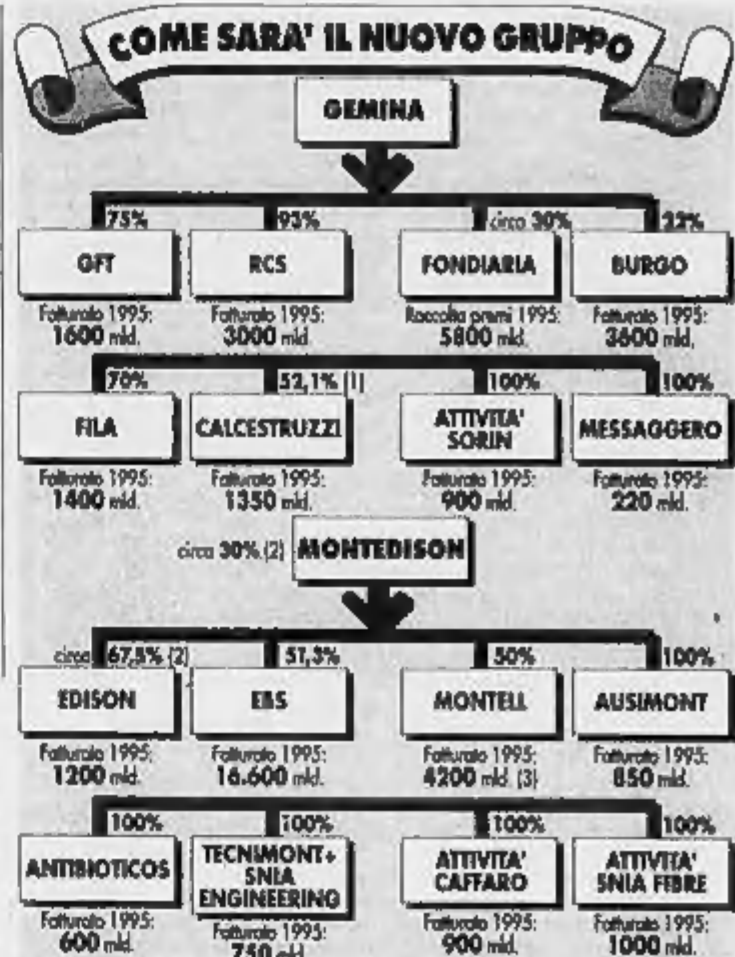 COME SARA' IL NUOVO GRUPPO
GEMINA
75% 93% circa 30% 22%
GFT RCS FONDIARIA BURGO
Fatturato 1995: Fatturato 1995: Raccolta premi 1995: Fatturato 1995:
1600 mld. 3000 mld. 5800 mld. 3600 mld.
70% 52,1% (1) 100% 100%
FILA CALCESTRUZZI ATTIVITA' SORIN MESSAGGERO
Fatturato 1995: Fatturato 1995: Fatturato 1995: Fatturato 1995:
1400 mld. 1350 mld. 900 mld. 220 mld.
circa 30% (2) MONTEDISON
circa 67,5% (2) 51,3% 50% 100%
EDISON EBS MONTELL AUSIMONT
Fatturato 1995: Fatturato 1995: Fatturato 1995: Fatturato 1995:
1200 mld. 16.600 mld. 4200 mld. (3) 850 mld.
100% 100% 100% 100%
ANTIBIOTICOS TECNIMONT+ SNIA ENGINEERING ATTIVITA' CAFFARO ATTIVITA' SNIA FIBRE
Fatturato 1995: Fatturato 1995: Fatturato 1995: Fatturato 1995:
600 mld. 750 mld. 900 mld. 1000 mld.